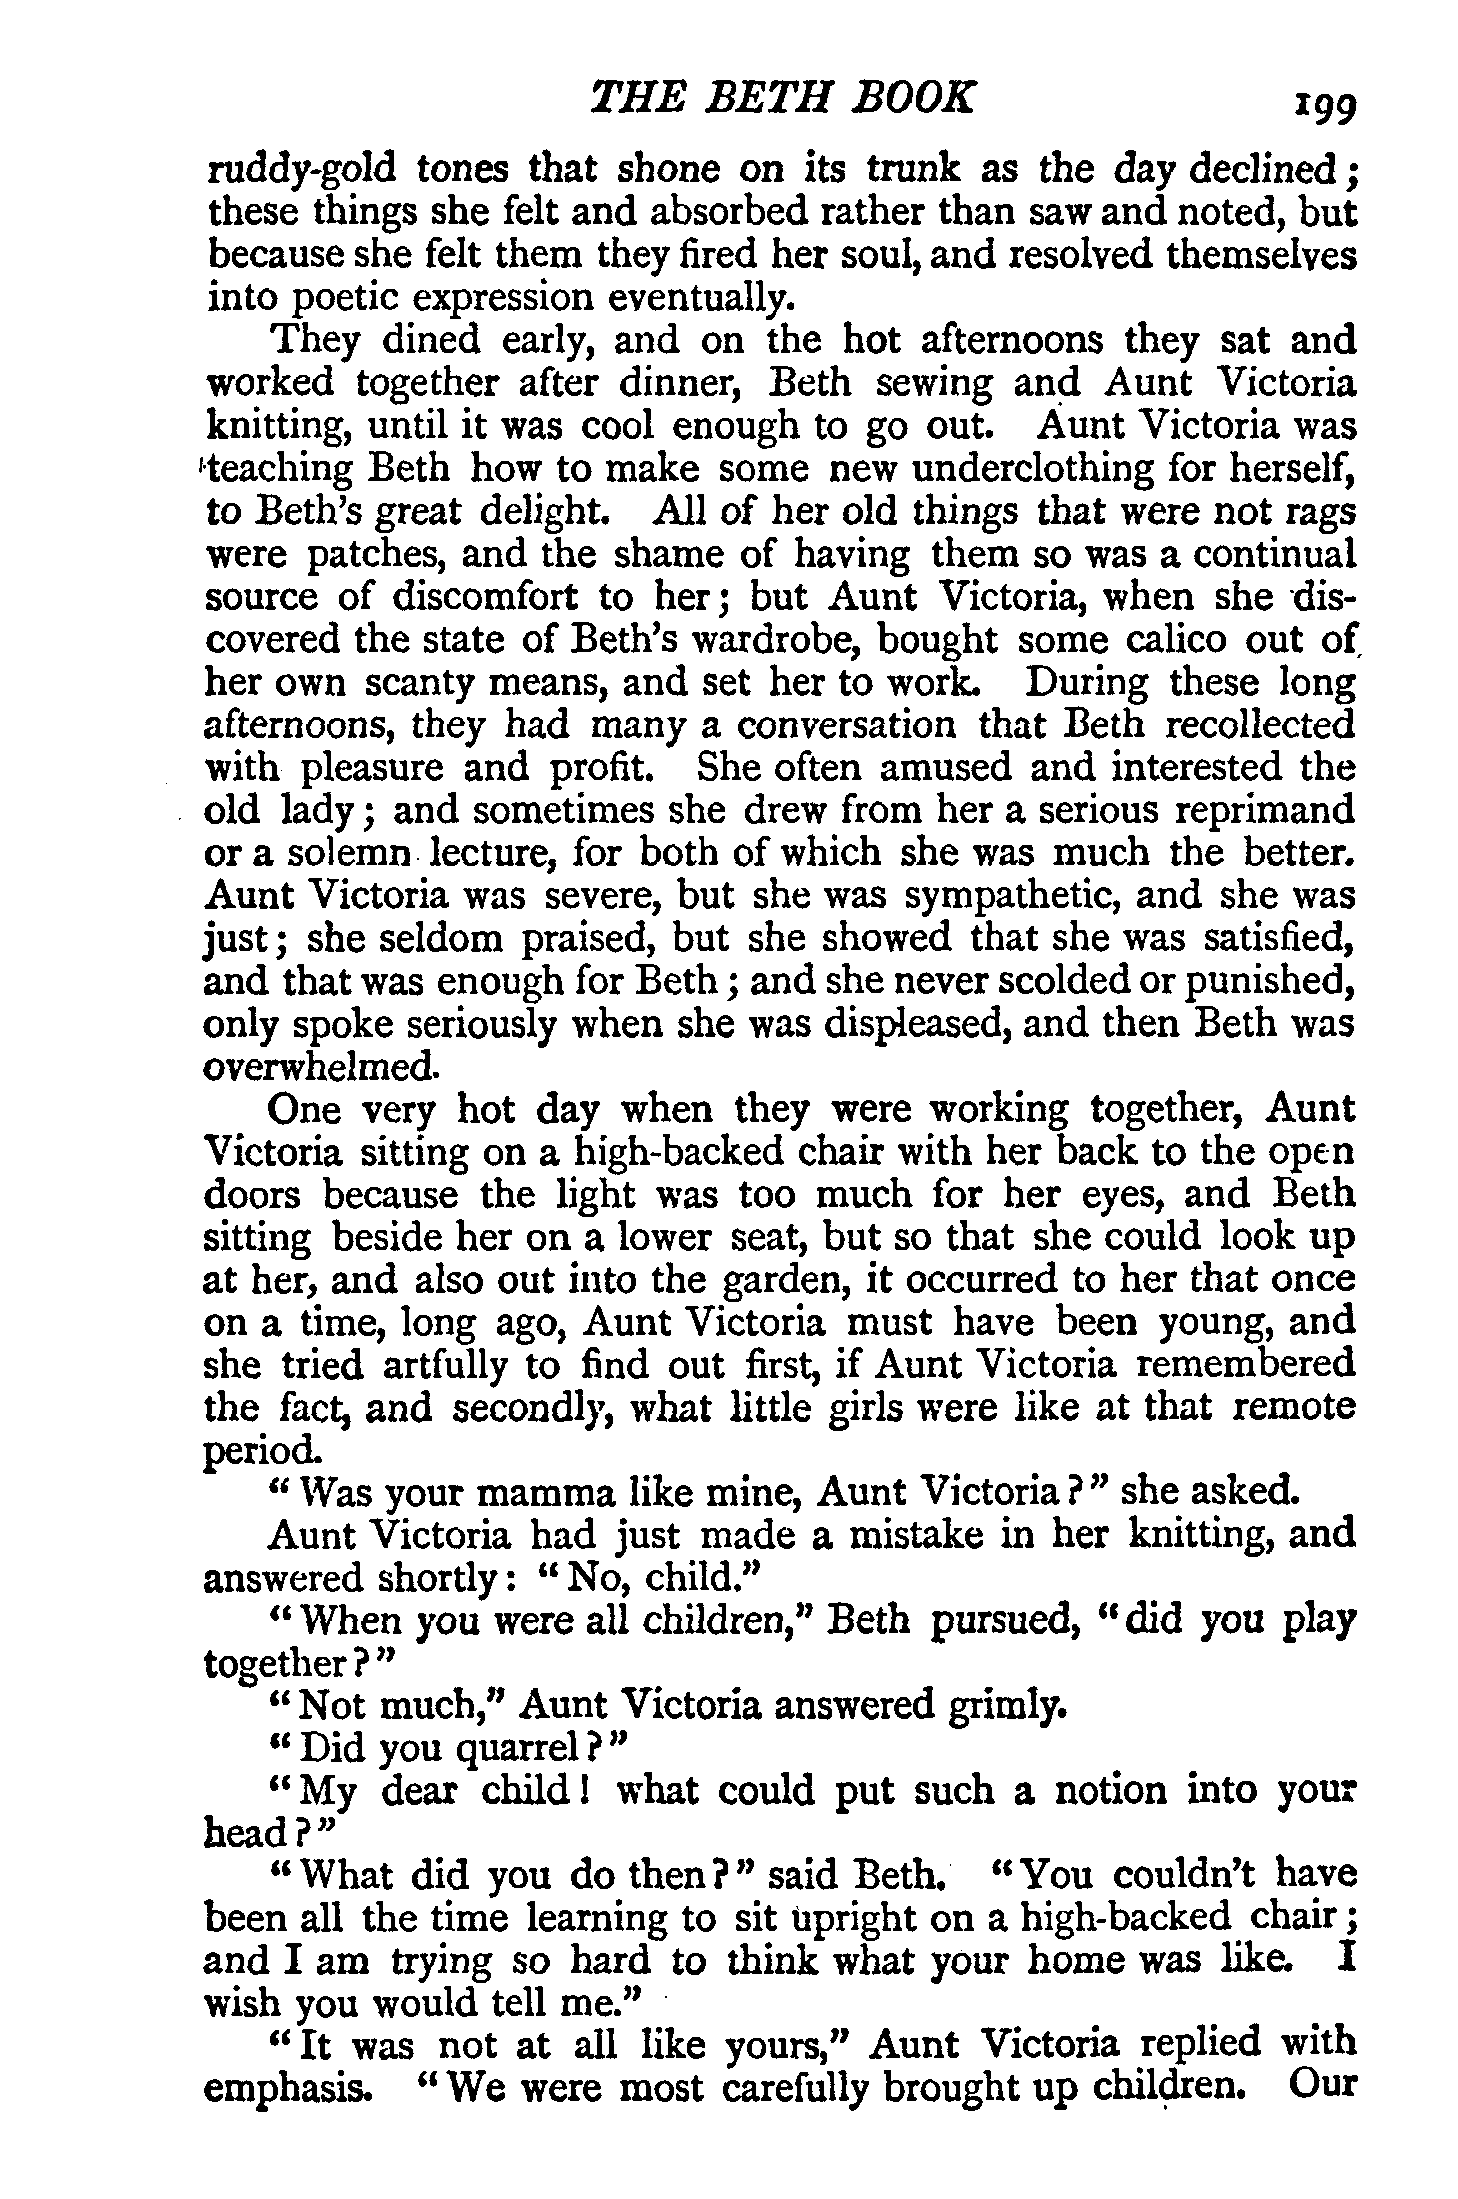 THE BETH BOOK 199
ruddy-gold tones that shone on its trunk as the day declined;
these things she felt and absorbed rather than saw and noted, but
because she felt them they fired her soul, and resolved themselves
into poetic expression eventually.
They dined early, and on the hot afternoons they sat and
worked together after dinner, Beth sewing and Aunt Victoria
knitting, until it was cool enough to go out. Aunt Victoria was
teaching Beth how to make some new underclothing for herself,
to Beth's great delight. All of her old things that were not rags
were patches, and the shame of having them so was a continual
source of discomfort to her; but Aunt Victoria, when she dis-
covered the state of Beth's wardrobe, bought some calico out of
her own scanty means, and set her to work. During these long
afternoons, they had many a conversation that Beth recollected
with pleasure and profit. She often amused and interested the
old lady; and sometimes she drew from her a serious reprimand
or a solemn lecture, for both of which she was much the better.
Aunt Victoria was severe, but she was sympathetic, and she was
just; she seldom praised, but she showed that she was satisfied,
and that was enough for Beth; and she never scolded or punished,
only spoke seriously when she was displeased, and then Beth was
overwhelmed.
One very hot day when they were working together, Aunt
Victoria sitting on a high-backed chair with her back to the open
doors because the light was too much for her eyes, and Beth
sitting beside her on a lower seat, but so that she could look up
at her, and also out into the garden, it occurred to her that once
on a time, long ago, Aunt Victoria must have been young, and
she tried artfully to find out first, if Aunt Victoria remembered
the fact, and secondly, what little girls were like at that remote
period.
"Was your mamma like mine, Aunt Victoria?" she asked.
Aunt Victoria had just made a mistake in her knitting, and
answered shortly: "No, child."
"When you were all children," Beth pursued, "did you play
together?"
"Not much," Aunt Victoria answered grimly.
"Did you quarrel?"
"My dear child! what could put such a notion into your
head?"
"What did you do then?" said Beth. "You couldn't have
been all the time learning to sit upright on a high-backed chair;
and I am trying so hard to think what your home was like. I
wish you would tell me."
"It was not at all like yours," Aunt Victoria replied with
emphasis. "We were most carefully brought up children. Our